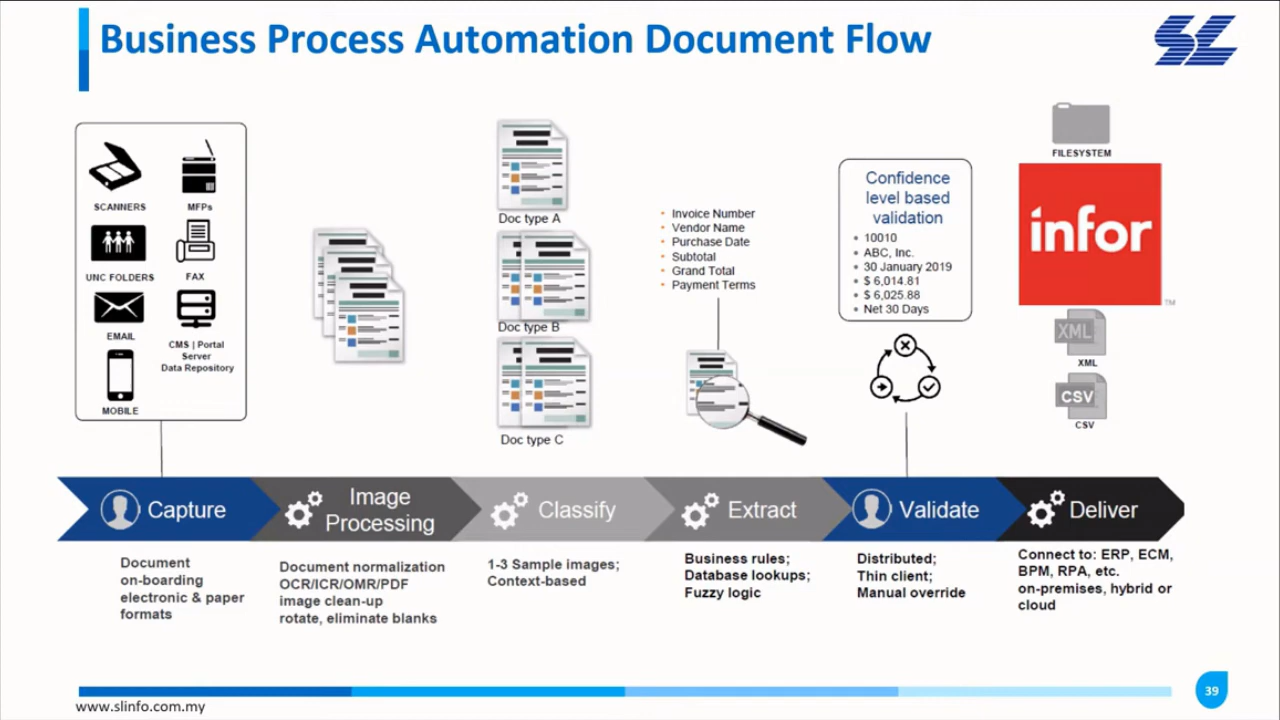 Business Process Automation Document Flow
SL
SCANNERS
MFPs
UNC FOLDERS
FAX
EMAIL
CMS | Portal
Server
Data Repository
MOBILE
Doc type A
Doc type B
Doc type C
• Invoice Number
• Vendor Name
• Purchase Date
• Subtotal
• Grand Total
• Payment Terms
Confidence
level based
validation
• 10010
• ABC, Inc.
• 30 January 2019
• $ 6,014.81
• $ 6,025.88
• Net 30 Days
FILESYSTEM
infor
TM
XML
XML
CSV
CSV
Capture
Image
Processing
Classify
Extract
Validate
Deliver
Document
on-boarding
electronic & paper
formats
Document normalization
OCR/ICR/OMR/PDF
image clean-up
rotate, eliminate blanks
1-3 Sample images;
Context-based
Business rules;
Database lookups;
Fuzzy logic
Distributed;
Thin client;
Manual override
Connect to: ERP, ECM,
BPM, RPA, etc.
on-premises, hybrid or
cloud
39
www.slinfo.com.my